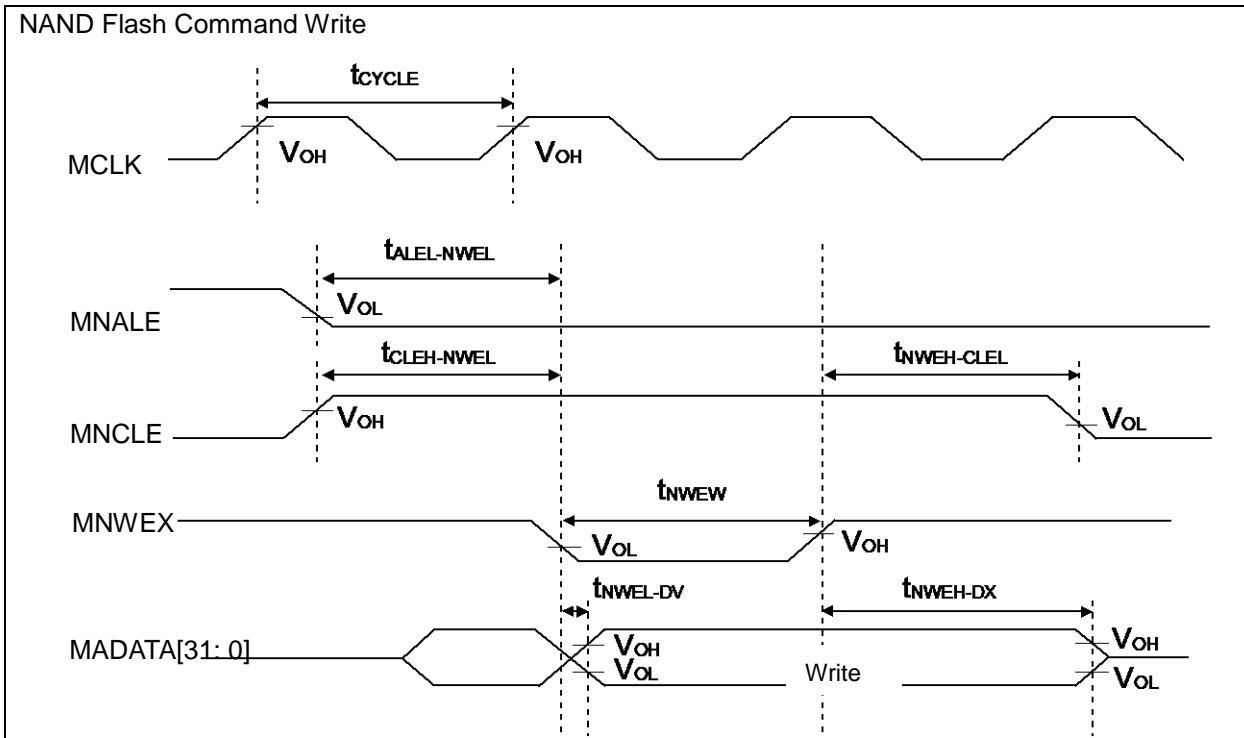 NAND Flash Command Write
tCYCLE
MCLK
VOH
VOH
tALEL-NWEL
MNALE
VOL
tCLEH-NWEL
tNWEH-CLEL
MNCLE
VOH
VOL
tNWEW
MNWEX
VOL
VOH
tNWEL-DV
tNWEH-DX
MADATA[31: 0]
VOH
VOL
Write
VOH
VOL